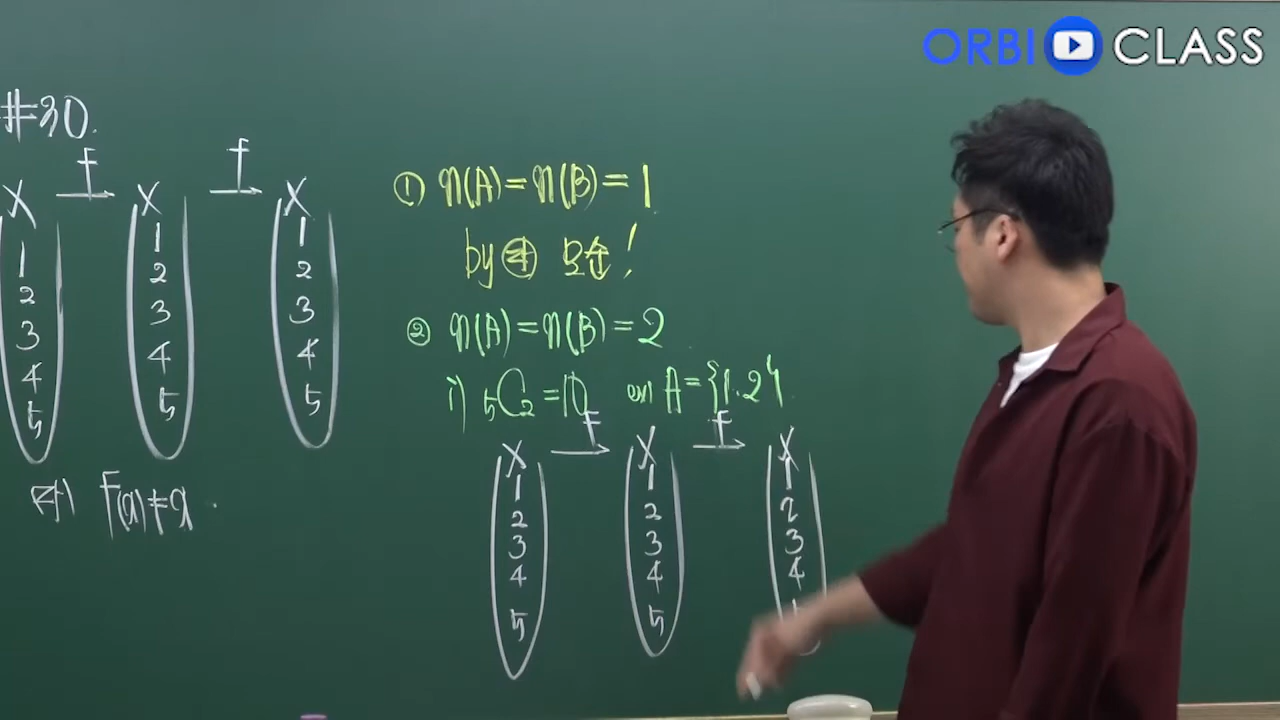 ORBI CLASS
#30.
f f
X X X
1 1 1
2 2 2
3 3 3
4 4 4
5 5 5
f(a)≠a.
① n(A)=n(B)=1
by ㈃ 모순!
② n(A)=n(B)=2
i) ₅C₂=10 ex) A={1.2}
f f
X X X
1 1 1
2 2 2
3 3 3
4 4 4
5 5